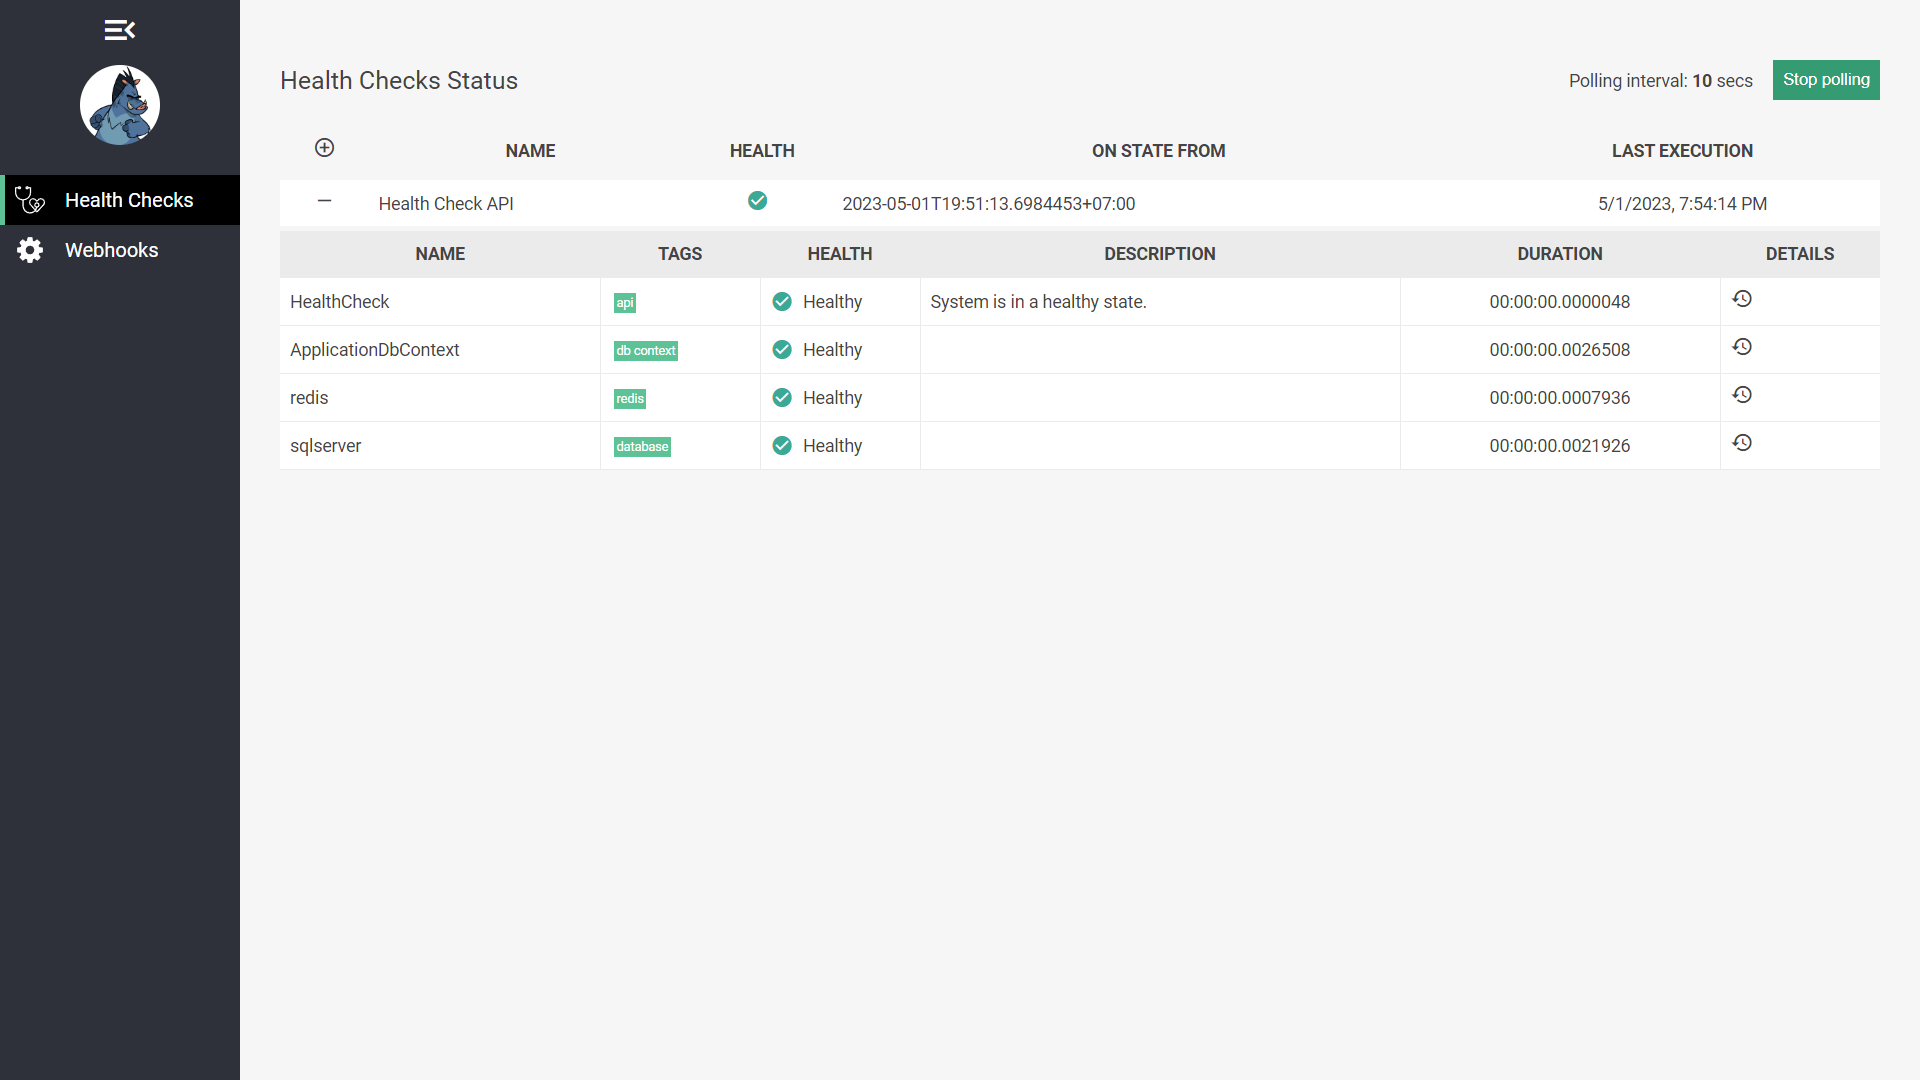 Health Checks
Webhooks
Health Checks Status
Polling interval: 10 secs
Stop polling
NAME HEALTH ON STATE FROM LAST EXECUTION
Health Check API 2023-05-01T19:51:13.6984453+07:00 5/1/2023, 7:54:14 PM
NAME TAGS HEALTH DESCRIPTION DURATION DETAILS
HealthCheck api Healthy System is in a healthy state. 00:00:00.0000048
ApplicationDbContext db context Healthy 00:00:00.0026508
redis redis Healthy 00:00:00.0007936
sqlserver database Healthy 00:00:00.0021926